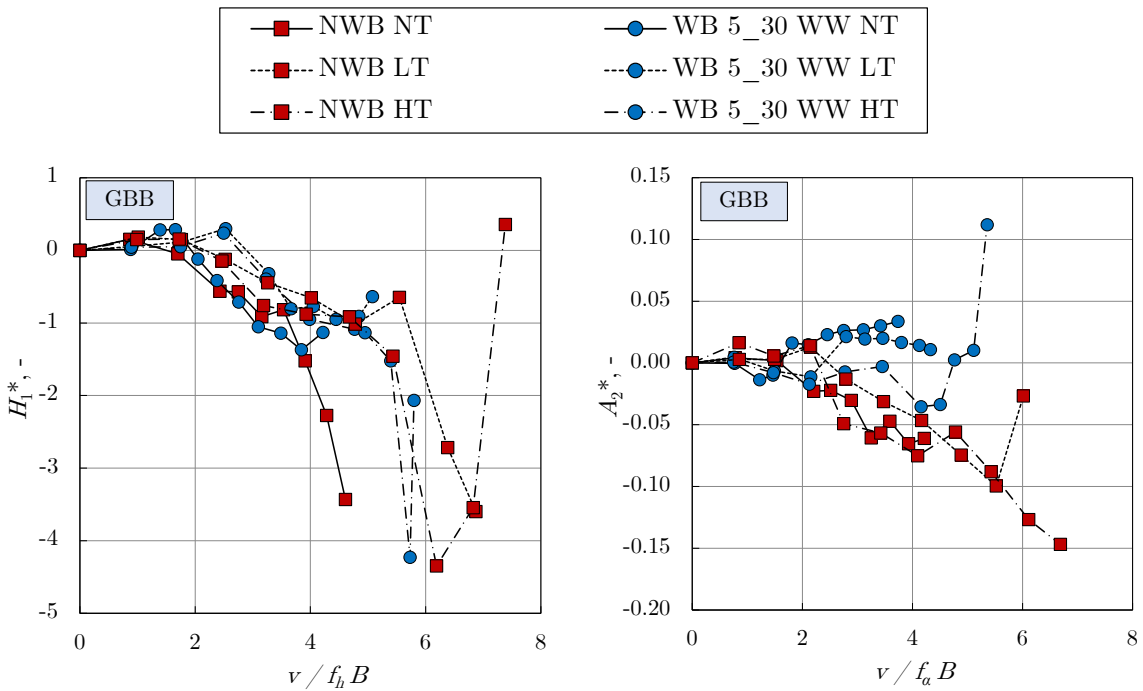 NWB NT
WB 5_30 WW NT
NWB LT
WB 5_30 WW LT
NWB HT
WB 5_30 WW HT
GBB
1
0
-1
-2
-3
-4
-5
H₁*, -
0 2 4 6 8
v / fₕ B
GBB
0.15
0.10
0.05
0.00
-0.05
-0.10
-0.15
-0.20
A₂*, -
0 2 4 6 8
v / f_α B